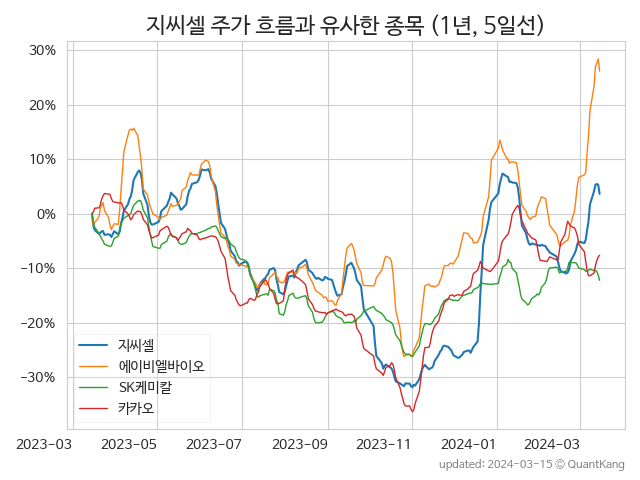 지씨셀 주가 흐름과 유사한 종목 (1년, 5일선)
30%
20%
10%
0%
−10%
−20%
−30%
지씨셀
에이비엘바이오
SK케미칼
카카오
2023-03
2023-05
2023-07
2023-09
2023-11
2024-01
2024-03
updated: 2024-03-15 ⓒ QuantKang